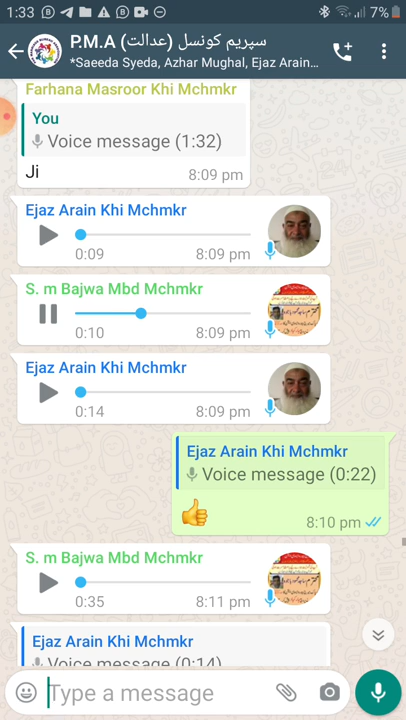 1:33
7%
P.M.A سپریم کونسل (عدالت)
*Saeeda Syeda, Azhar Mughal, Ejaz Arain...
Farhana Masroor Khi Mchmkr
You
Voice message (1:32)
Ji
8:09 pm
Ejaz Arain Khi Mchmkr
0:09
8:09 pm
S. m Bajwa Mbd Mchmkr
0:10
8:09 pm
Ejaz Arain Khi Mchmkr
0:14
8:09 pm
Ejaz Arain Khi Mchmkr
Voice message (0:22)
👍
8:10 pm
S. m Bajwa Mbd Mchmkr
0:35
8:11 pm
Ejaz Arain Khi Mchmkr
Voice message (0:14)
Type a message